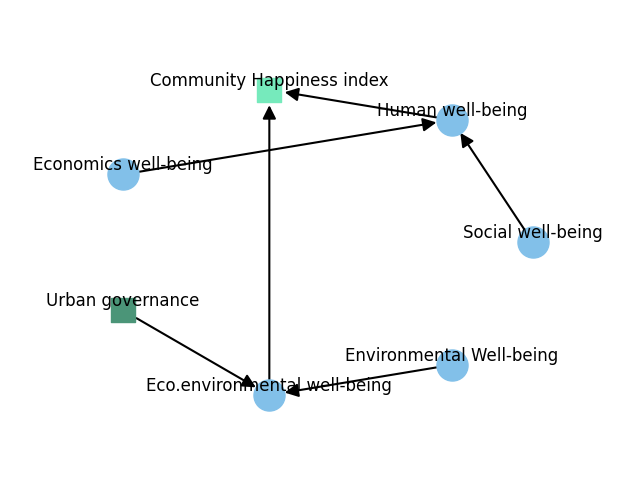 Community Happiness index
Human well-being
Economics well-being
Social well-being
Urban governance
Environmental Well-being
Eco.environmental well-being